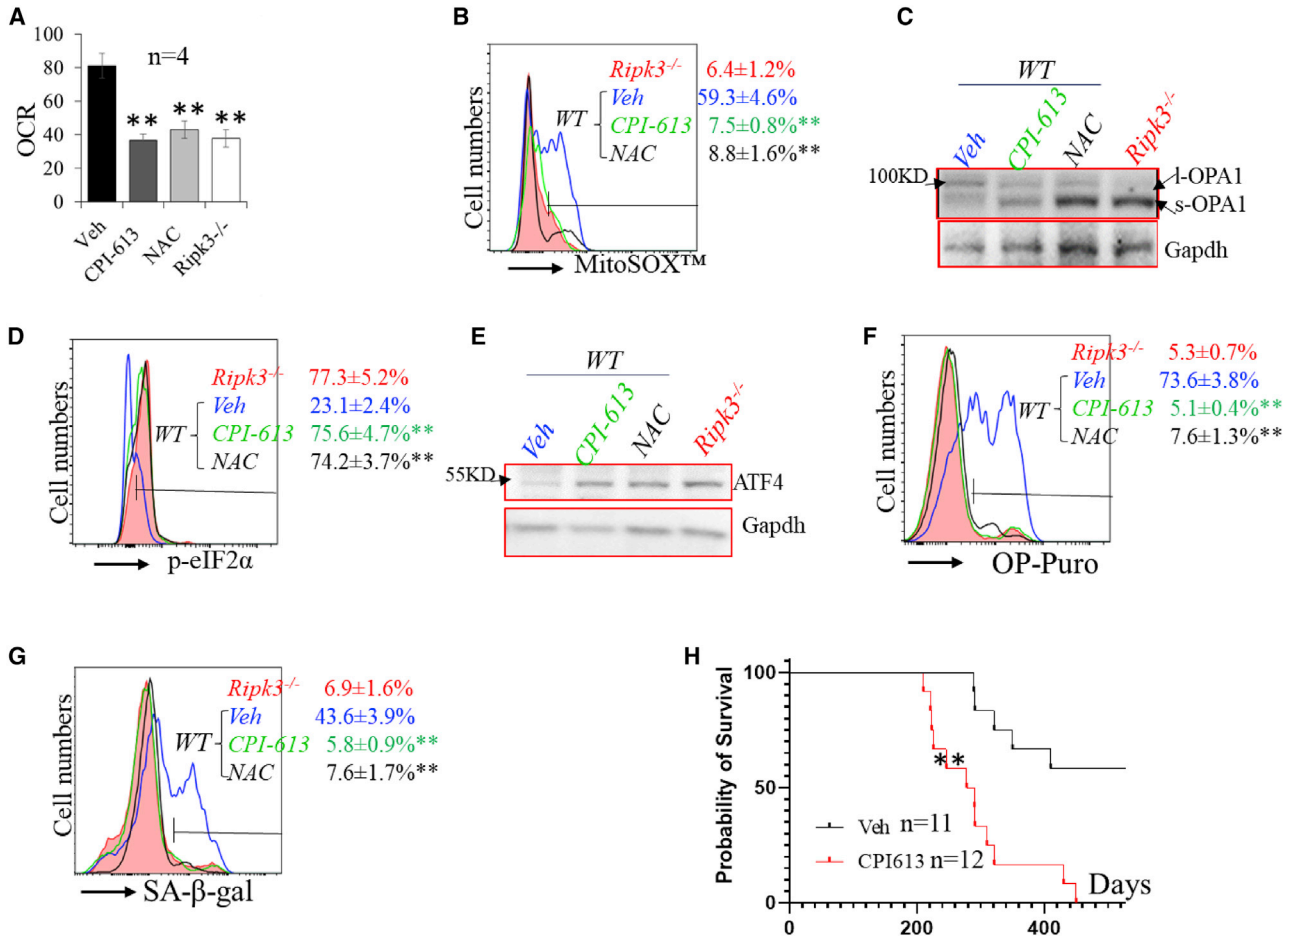 A
100
80
60
40
20
0
OCR
n=4
**
**
**
Veh
CPI-613
NAC
Ripk3-/-
B
Cell numbers
Ripk3-/- 6.4±1.2%
WT
Veh 59.3±4.6%
CPI-613 7.5±0.8%**
NAC 8.8±1.6%**
MitoSOX™
C
WT
Veh
CPI-613
NAC
Ripk3-/-
100KD
l-OPA1
s-OPA1
Gapdh
D
Cell numbers
Ripk3-/- 77.3±5.2%
WT
Veh 23.1±2.4%
CPI-613 75.6±4.7%**
NAC 74.2±3.7%**
p-eIF2α
E
WT
Veh
CPI-613
NAC
Ripk3-/-
55KD
ATF4
Gapdh
F
Cell numbers
Ripk3-/- 5.3±0.7%
WT
Veh 73.6±3.8%
CPI-613 5.1±0.4%**
NAC 7.6±1.3%**
OP-Puro
G
Cell numbers
Ripk3-/- 6.9±1.6%
WT
Veh 43.6±3.9%
CPI-613 5.8±0.9%**
NAC 7.6±1.7%**
SA-β-gal
H
Probability of Survival
100
50
0
**
Veh n=11
CPI613 n=12
Days
0 200 400